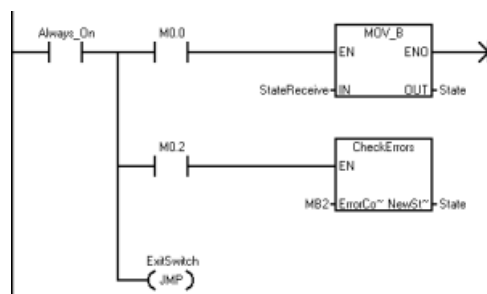 Always_On
M0.0
MOV_B
EN ENO
StateReceive IN OUT State
M0.2
CheckErrors
EN
MB2 ErrorCo~ NewSt~ State
ExitSwitch
JMP